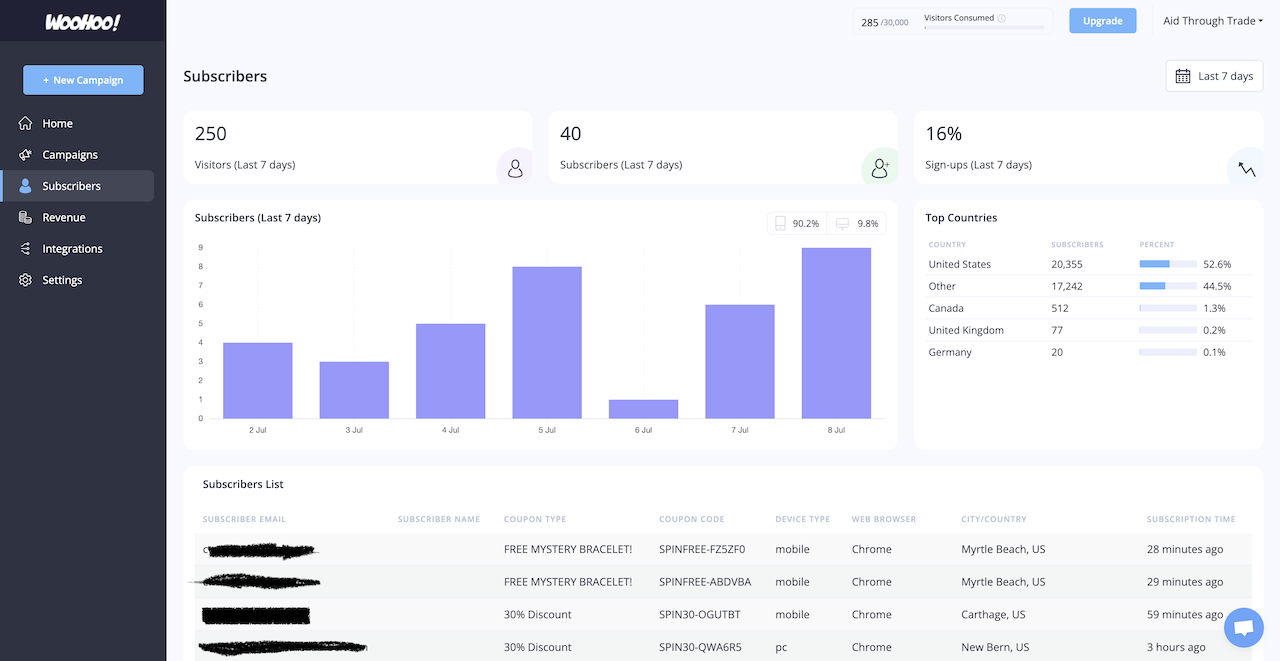 WooHoo!
285 /30,000
Visitors Consumed
Upgrade
Aid Through Trade
+ New Campaign
Home
Campaigns
Subscribers
Revenue
Integrations
Settings
Subscribers
Last 7 days
250
Visitors (Last 7 days)
40
Subscribers (Last 7 days)
16%
Sign-ups (Last 7 days)
Subscribers (Last 7 days)
90.2%
9.8%
9
8
7
6
5
4
3
2
1
0
2 Jul 3 Jul 4 Jul 5 Jul 6 Jul 7 Jul 8 Jul
Top Countries
COUNTRY SUBSCRIBERS PERCENT
United States 20,355 52.6%
Other 17,242 44.5%
Canada 512 1.3%
United Kingdom 77 0.2%
Germany 20 0.1%
Subscribers List
SUBSCRIBER EMAIL SUBSCRIBER NAME COUPON TYPE COUPON CODE DEVICE TYPE WEB BROWSER CITY/COUNTRY SUBSCRIPTION TIME
FREE MYSTERY BRACELET! SPINFREE-FZ5ZF0 mobile Chrome Myrtle Beach, US 28 minutes ago
FREE MYSTERY BRACELET! SPINFREE-ABDVBA mobile Chrome Myrtle Beach, US 29 minutes ago
30% Discount SPIN30-OGUTBT mobile Chrome Carthage, US 59 minutes ago
30% Discount SPIN30-QWA6R5 pc Chrome New Bern, US 3 hours ago